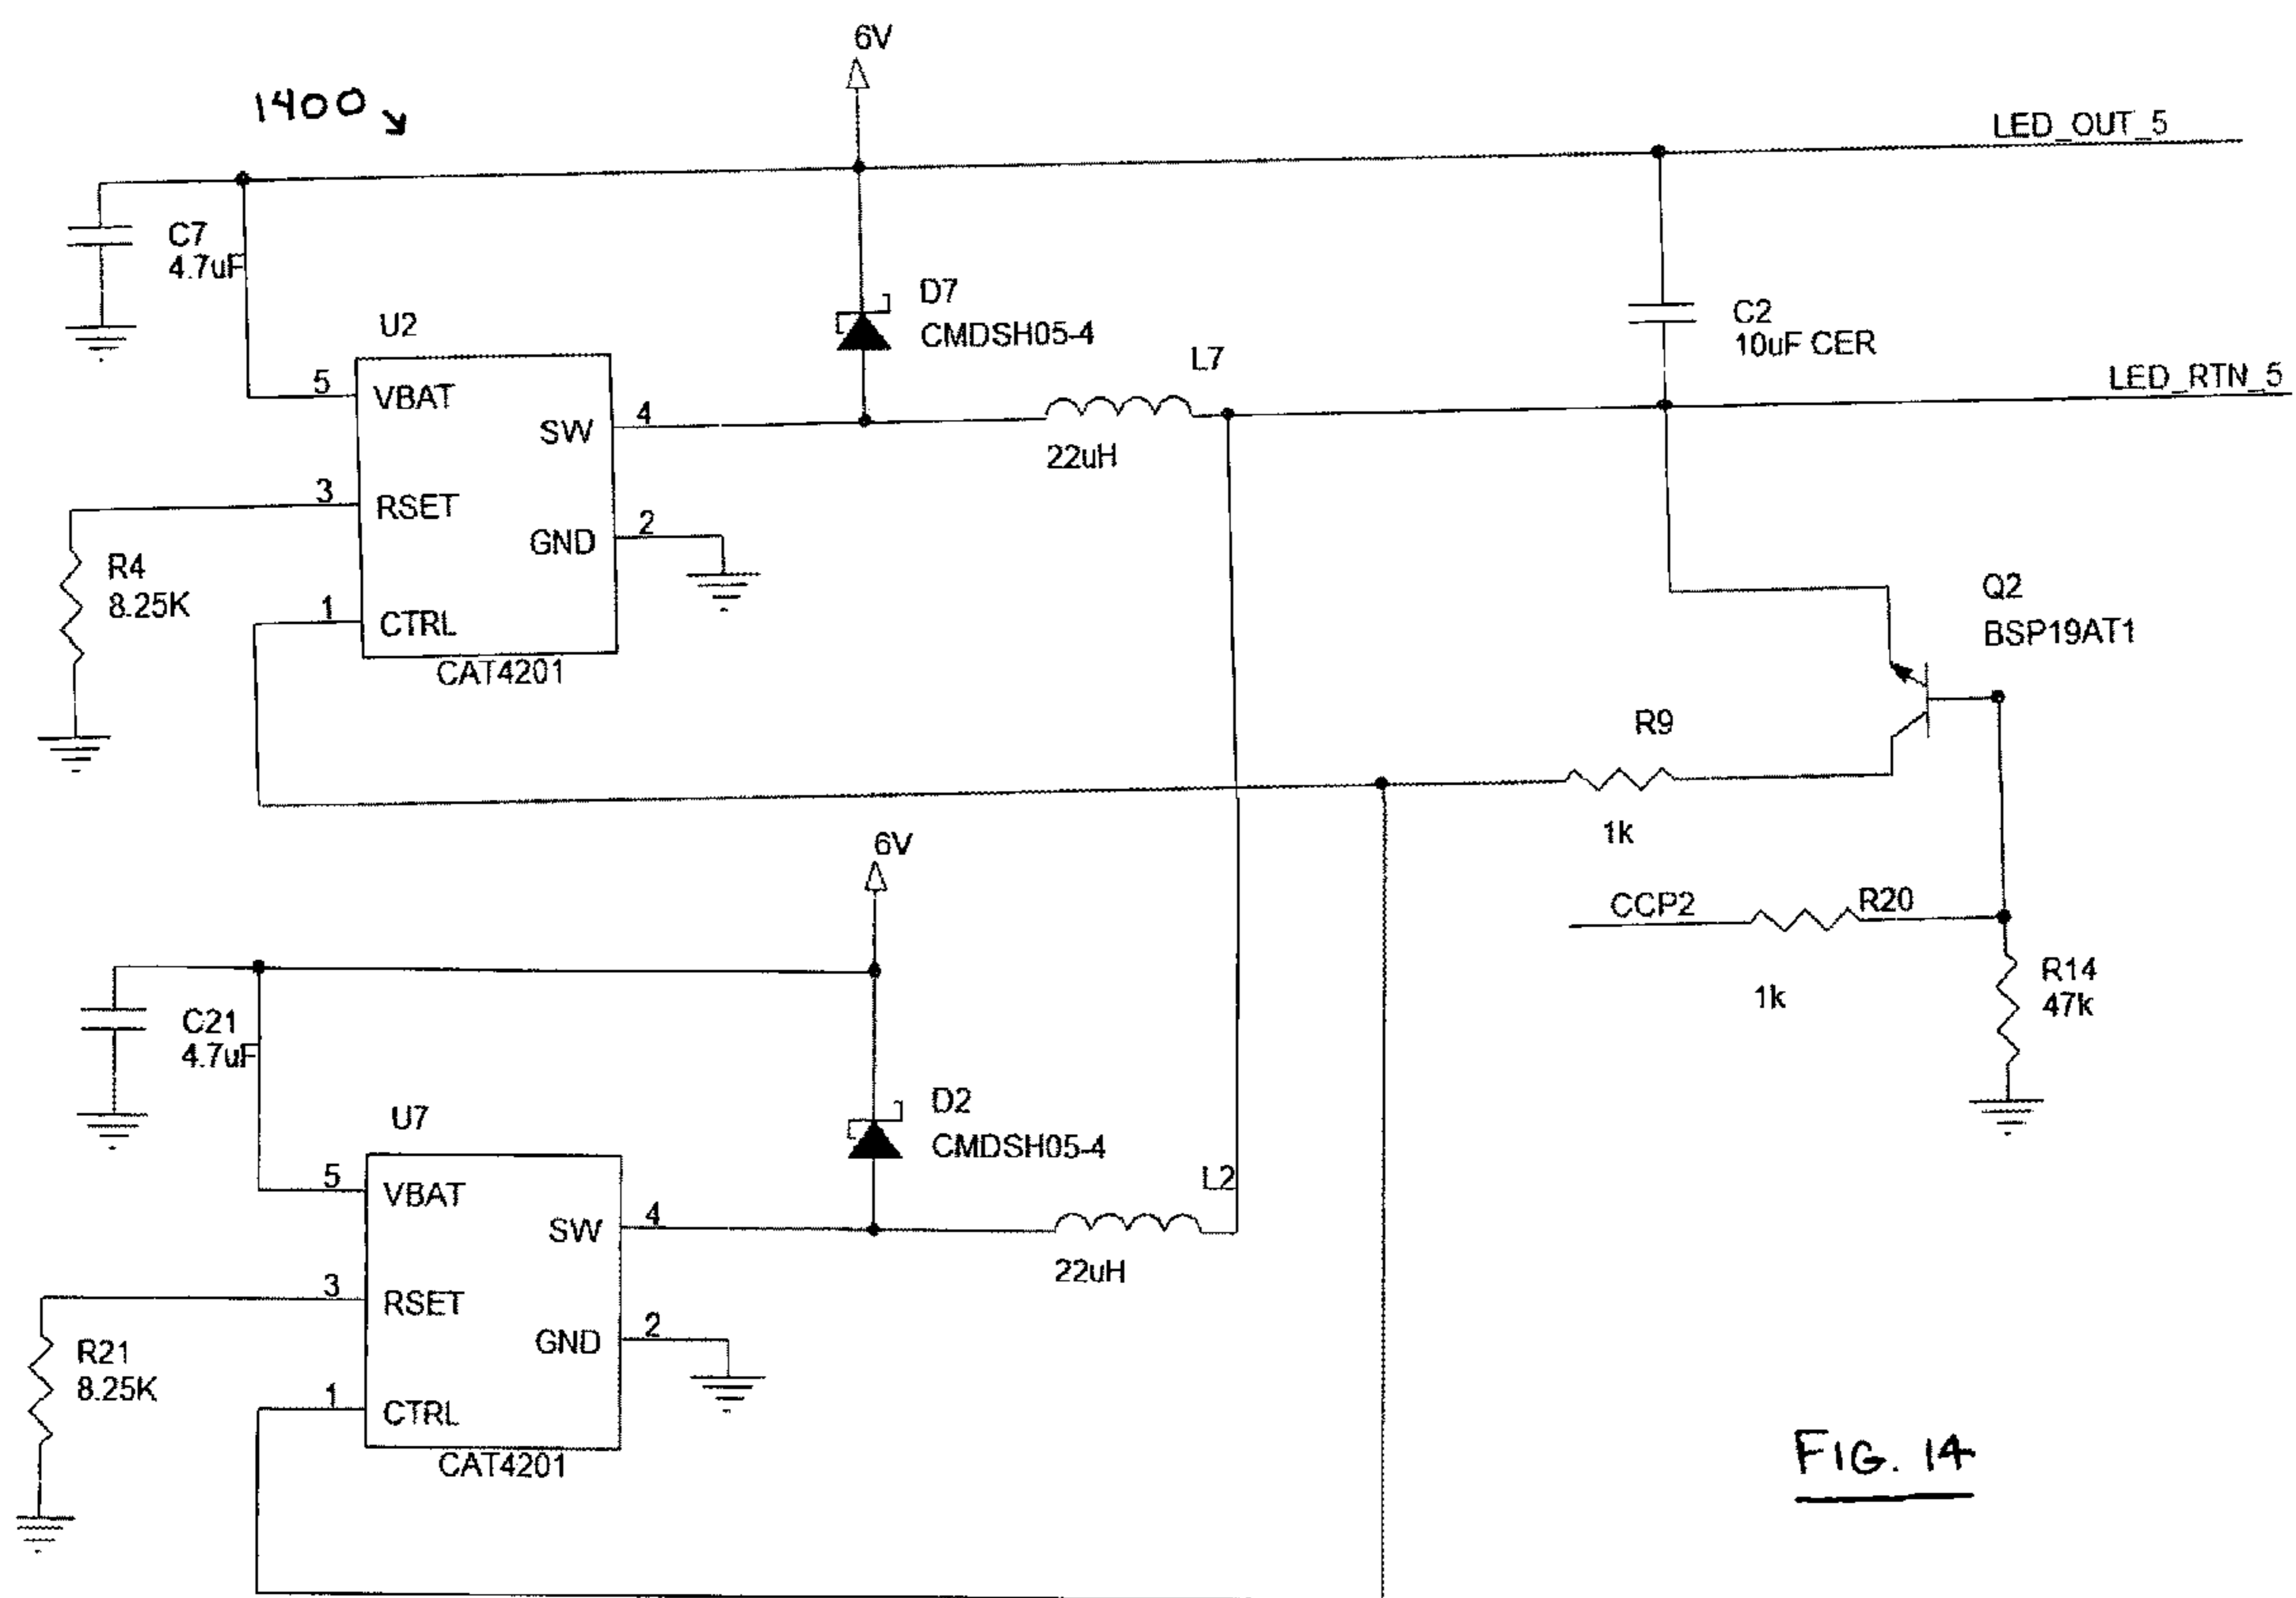 6V
1400
LED_OUT_5
C7
4.7uF
D7
CMDSH05-4
U2
C2
10uF CER
L7
LED_RTN_5
5
VBAT
SW
4
22uH
3
RSET
GND
2
R4
8.25K
1
CTRL
CAT4201
Q2
BSP19AT1
R9
1k
6V
CCP2
R20
1k
R14
47k
C21
4.7uF
D2
CMDSH05-4
U7
L2
5
VBAT
SW
4
22uH
3
RSET
GND
2
R21
8.25K
1
CTRL
CAT4201
FIG. 14